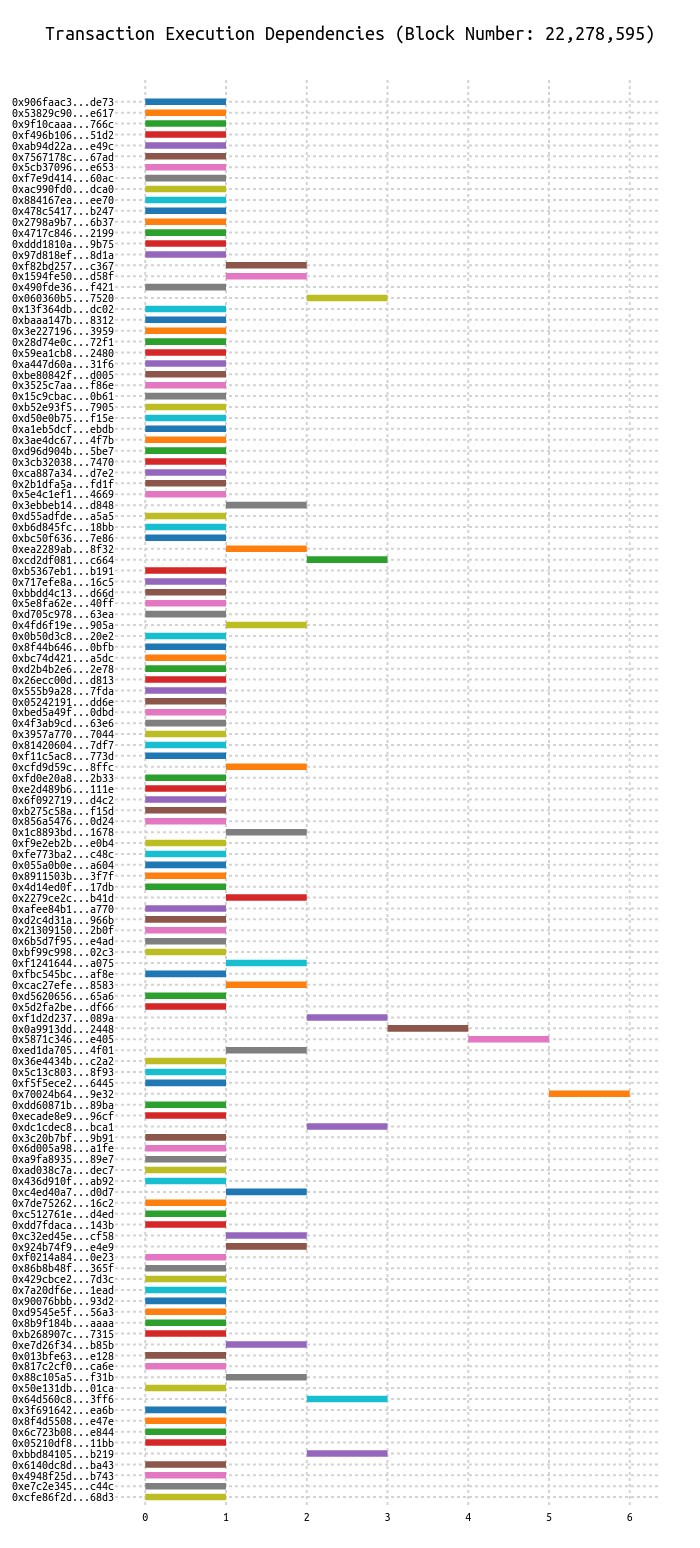 Transaction Execution Dependencies (Block Number: 22,278,595)
0x906faac3...de73
0x53829c90...e617
0x9f10caaa...766c
0xf496b106...51d2
0xab94d22a...e49c
0x7567178c...67ad
0x5cb37096...e653
0xf7e9d414...60ac
0xac990fd0...dca0
0x884167ea...ee70
0x478c5417...b247
0x2798a9b7...6b37
0x4717c846...2199
0xddd1810a...9b75
0x97d818ef...8d1a
0xf82bd257...c367
0x1594fe50...d58f
0x490fde36...f421
0x060360b5...7520
0x13f364db...dc02
0xbaaa147b...8312
0x3e227196...3959
0x28d74e0c...72f1
0x59ea1cb8...2480
0xa447d60a...31f6
0xbe80842f...d005
0x3525c7aa...f86e
0x15c9cbac...0b61
0xb52e93f5...7905
0xd50e0b75...f15e
0xa1eb5dcf...ebdb
0x3ae4dc67...4f7b
0xd96d904b...5be7
0x3cb32038...7470
0xca887a34...d7e2
0x2b1dfa5a...fd1f
0x5e4c1ef1...4669
0x3ebbeb14...d848
0xd55adfde...a5a5
0xb6d845fc...18bb
0xbc50f636...7e86
0xea2289ab...8f32
0xcd2df081...c664
0xb5367eb1...b191
0x717efe8a...16c5
0xbbdd4c13...d66d
0x5e8fa62e...40ff
0xd705c978...63ea
0x4fd6f19e...905a
0x0b50d3c8...20e2
0x8f44b646...0bfb
0xbc74d421...a5dc
0xd2b4b2e6...2e78
0x26ecc00d...d813
0x555b9a28...7fda
0x05242191...dd6e
0xbed5a49f...0dbd
0x4f3ab9cd...63e6
0x3957a770...7044
0x81420604...7df7
0xf11c5ac8...773d
0xcfd9d59c...8ffc
0xfd0e20a8...2b33
0xe2d489b6...111e
0x6f092719...d4c2
0xb275c58a...f15d
0x856a5476...0d24
0x1c8893bd...1678
0xf9e2eb2b...e0b4
0xfe773ba2...c48c
0x055a0b0e...a604
0x8911503b...3f7f
0x4d14ed0f...17db
0x2279ce2c...b41d
0xafee84b1...a770
0xd2c4d31a...966b
0x21309150...2b0f
0x6b5d7f95...e4ad
0xbf99c998...02c3
0xf1241644...a075
0xfbc545bc...af8e
0xcac27efe...8583
0xd5620656...65a6
0x5d2fa2be...df66
0xf1d2d237...089a
0x0a9913dd...2448
0x5871c346...e405
0xed1da705...4f01
0x36e4434b...c2a2
0x5c13c803...8f93
0xf5f5ece2...6445
0x70024b64...9e32
0xdd60871b...89ba
0xecade8e9...96cf
0xdc1cdec8...bca1
0x3c20b7bf...9b91
0x6d005a98...a1fe
0xa9fa8935...89e7
0xad038c7a...dec7
0x436d910f...ab92
0xc4ed40a7...d0d7
0x7de75262...16c2
0xc512761e...d4ed
0xdd7fdaca...143b
0xc32ed45e...cf58
0x924b74f9...e4e9
0xf0214a84...0e23
0x86b8b48f...365f
0x429cbce2...7d3c
0x7a20df6e...1ead
0x90076bbb...93d2
0xd9545e5f...56a3
0x8b9f184b...aaaa
0xb268907c...7315
0xe7d26f34...b85b
0x013bfe63...e128
0x817c2cf0...ca6e
0x88c105a5...f31b
0x50e131db...01ca
0x64d560c8...3ff6
0x3f691642...ea6b
0x8f4d5508...e47e
0x6c723b08...e844
0x05210df8...11bb
0xbbd84105...b219
0x6140dc8d...ba43
0x4948f25d...b743
0xe7c2e345...c44c
0xcfe86f2d...68d3
0 1 2 3 4 5 6